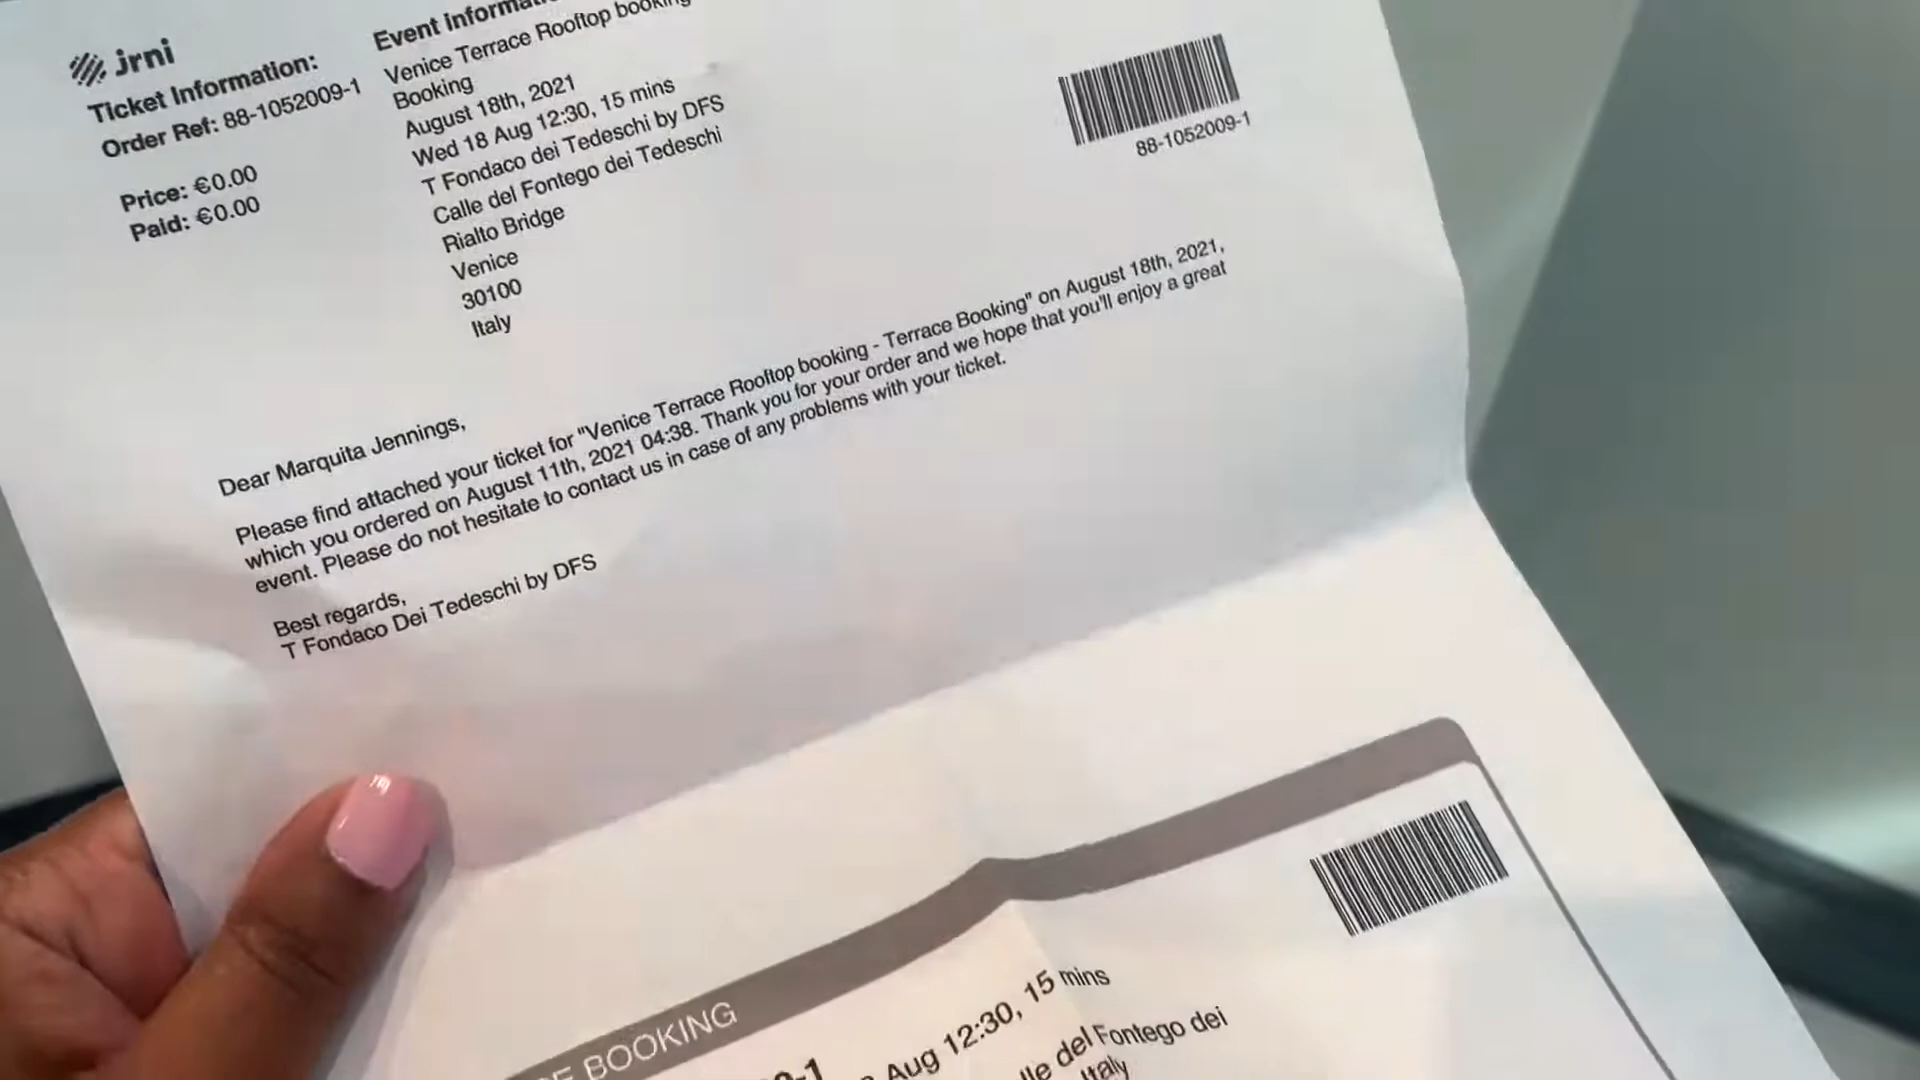 jrni
Ticket Information:
Order Ref: 88-1052009-1
Price: €0.00
Paid: €0.00
Event
Venice Terrace Rooftop booking
Booking
August 18th, 2021
Wed 18 Aug 12:30, 15 mins
T Fondaco dei Tedeschi by DFS
Calle del Fontego dei Tedeschi
Rialto Bridge
Venice
30100
Italy
88-1052009-1
Dear Marquita Jennings,
Please find attached your ticket for "Venice Terrace Rooftop booking - Terrace Booking" on August 18th, 2021,
which you ordered on August 11th, 2021 04:38. Thank you for your order and we hope that you'll enjoy a great
event. Please do not hesitate to contact us in case of any problems with your ticket.
Best regards,
T Fondaco Dei Tedeschi by DFS
BOOKING
Aug 12:30, 15 mins
del Fontego dei
Italy